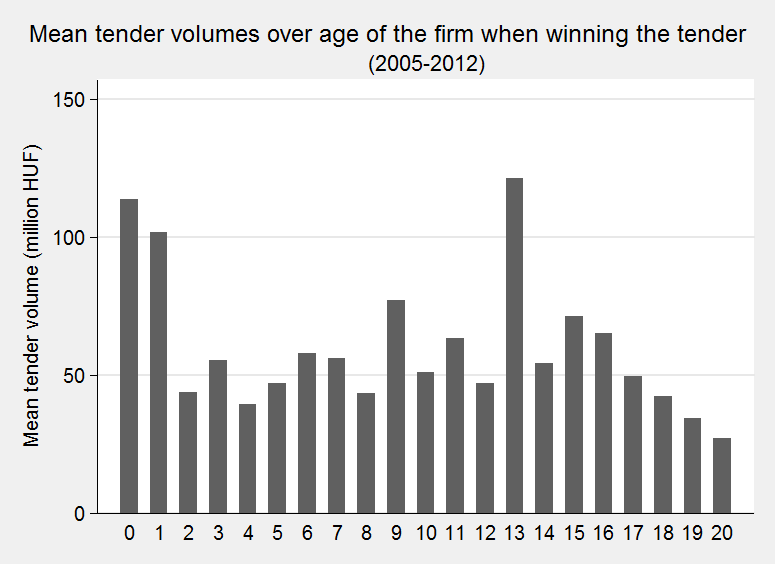 Mean tender volumes over age of the firm when winning the tender
(2005-2012)
Mean tender volume (million HUF)
150
100
50
0
0 1 2 3 4 5 6 7 8 9 10 11 12 13 14 15 16 17 18 19 20